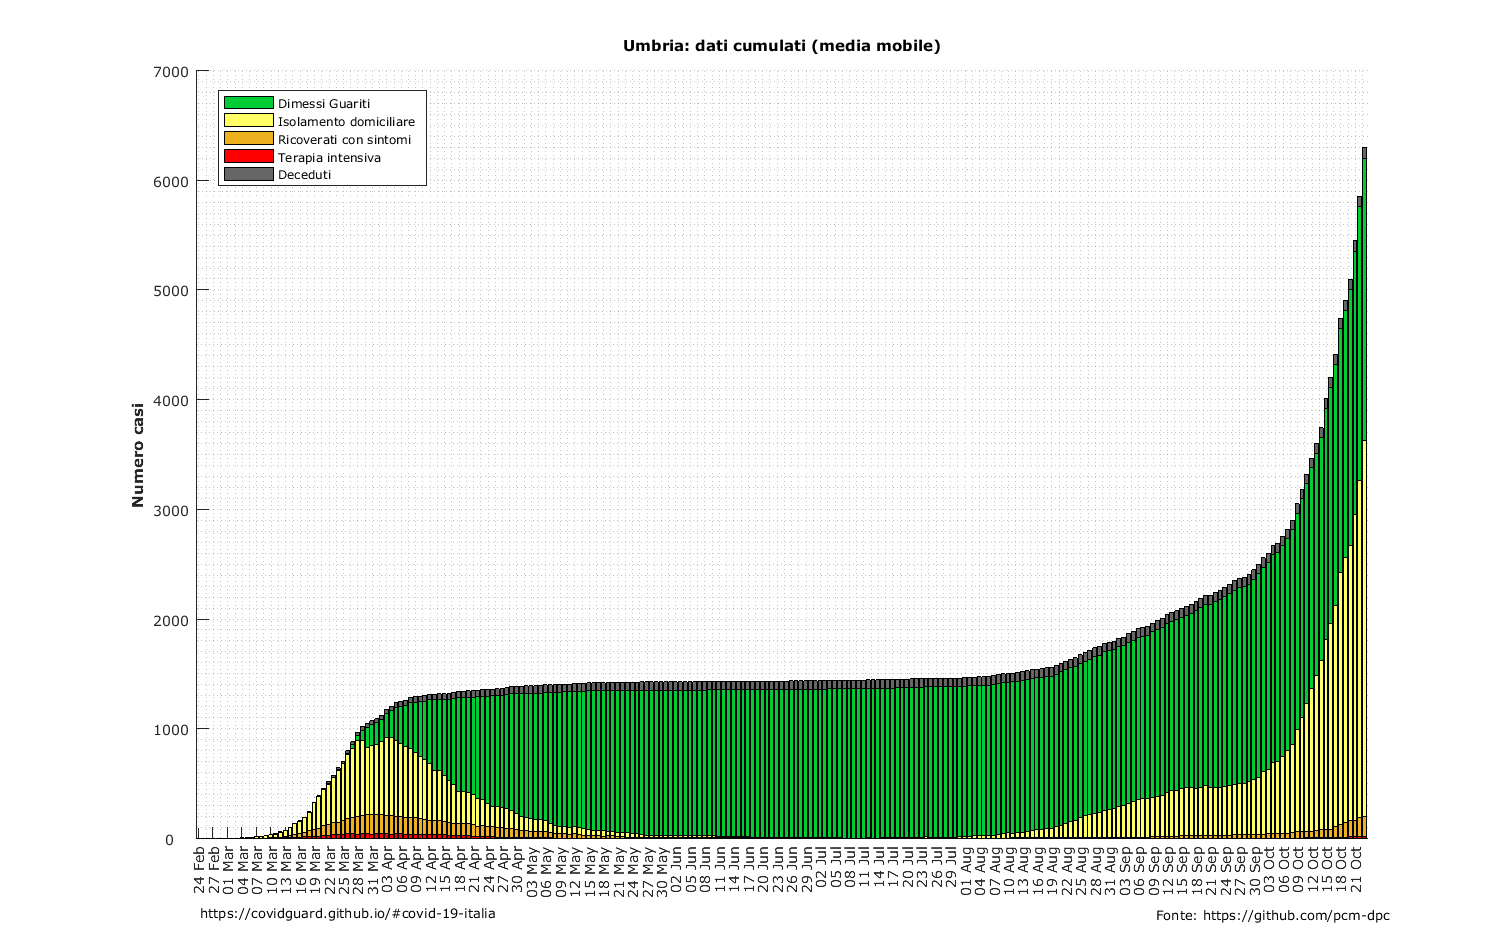 Umbria: dati cumulati (media mobile)
7000
6000
5000
4000
3000
2000
1000
0
Numero casi
Dimessi Guariti
Isolamento domiciliare
Ricoverati con sintomi
Terapia intensiva
Deceduti
24 Feb
27 Feb
01 Mar
04 Mar
07 Mar
10 Mar
13 Mar
16 Mar
19 Mar
22 Mar
25 Mar
28 Mar
31 Mar
03 Apr
06 Apr
09 Apr
12 Apr
15 Apr
18 Apr
21 Apr
24 Apr
27 Apr
30 Apr
03 May
06 May
09 May
12 May
15 May
18 May
21 May
24 May
27 May
30 May
02 Jun
05 Jun
08 Jun
11 Jun
14 Jun
17 Jun
20 Jun
23 Jun
26 Jun
29 Jun
02 Jul
05 Jul
08 Jul
11 Jul
14 Jul
17 Jul
20 Jul
23 Jul
26 Jul
29 Jul
01 Aug
04 Aug
07 Aug
10 Aug
13 Aug
16 Aug
19 Aug
22 Aug
25 Aug
28 Aug
31 Aug
03 Sep
06 Sep
09 Sep
12 Sep
15 Sep
18 Sep
21 Sep
24 Sep
27 Sep
30 Sep
03 Oct
06 Oct
09 Oct
12 Oct
15 Oct
18 Oct
21 Oct
https://covidguard.github.io/#covid-19-italia
Fonte: https://github.com/pcm-dpc